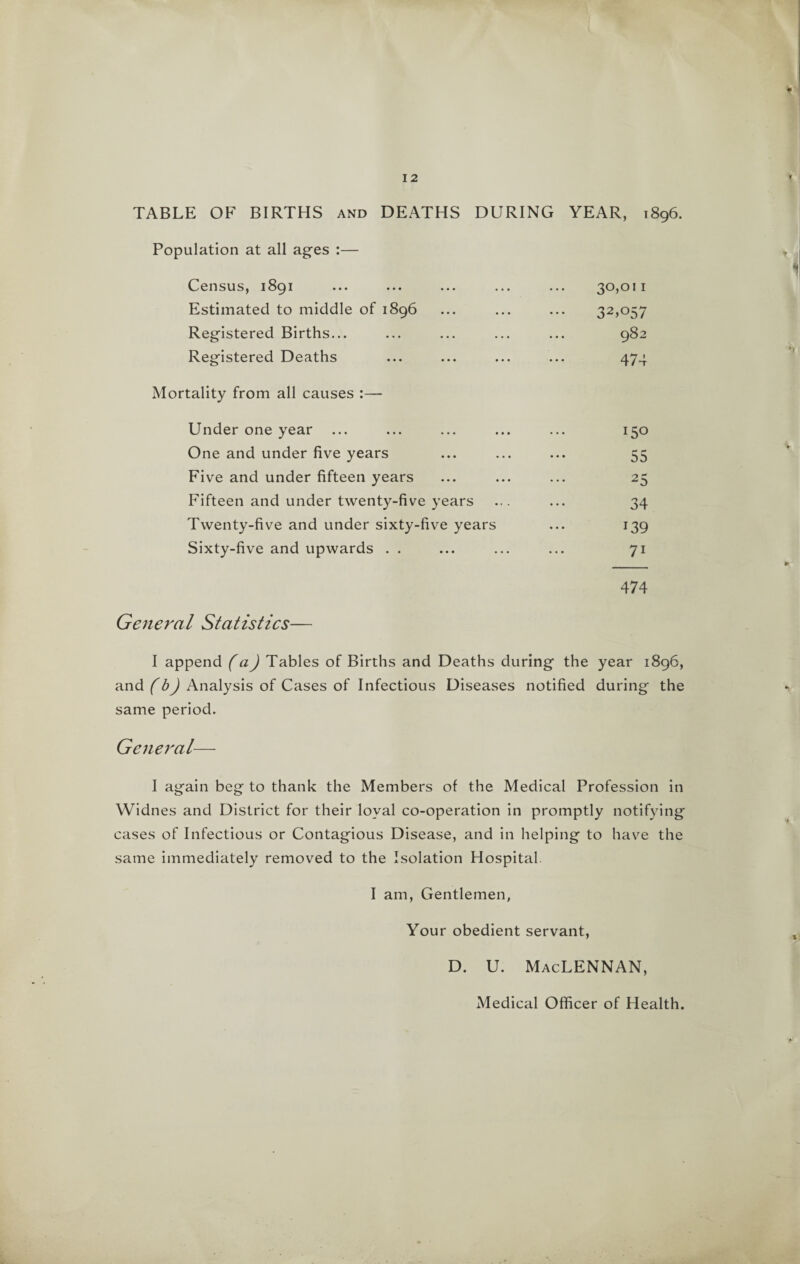 12
TABLE OF BIRTHS AND DEATHS DURING YEAR, 1896.
Population at all ages :—
Census, 1891 ... ... ... ... ... 30,011
Estimated to middle of 1896 ... ... ... 32,057
Registered Births... ... ... ... ... 982
Registered Deaths ... ... ... ... 474
Mortality from all causes :—
Under one year ... ... ... ... ... 150
One and under five years ... ... ... 55
Five and under fifteen years ... ... ... 25
Fifteen and under twenty-five years ... ... 34
Twenty-five and under sixty-five years ... 139
Sixty-five and upwards . . ... ... ... 71
474
General Statistics—
I append (a) Tables of Births and Deaths during the year 1896,
and (b) Analysis of Cases of Infectious Diseases notified during the
same period.
General—
I again beg to thank the Members of the Medical Profession in
Widnes and District for their loyal co-operation in promptly notifying
cases of Infectious or Contagious Disease, and in helping to have the
same immediately removed to the Isolation Hospital.
I am, Gentlemen,
Your obedient servant,
D. U. MACLENNAN,
Medical Officer of Health.